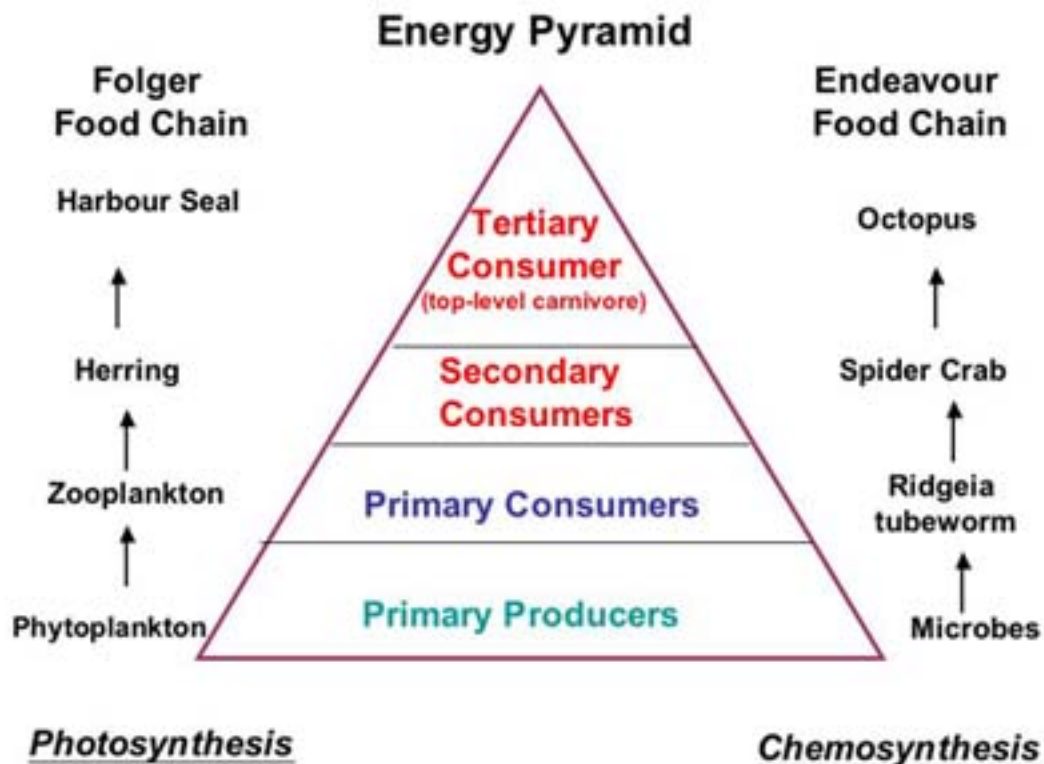 Energy Pyramid
Folger
Food Chain
Harbour Seal
Herring
Zooplankton
Phytoplankton
Photosynthesis
Tertiary
Consumer
(top-level carnivore)
Secondary
Consumers
Primary Consumers
Primary Producers
Endeavour
Food Chain
Octopus
Spider Crab
Ridgeia
tubeworm
Microbes
Chemosynthesis